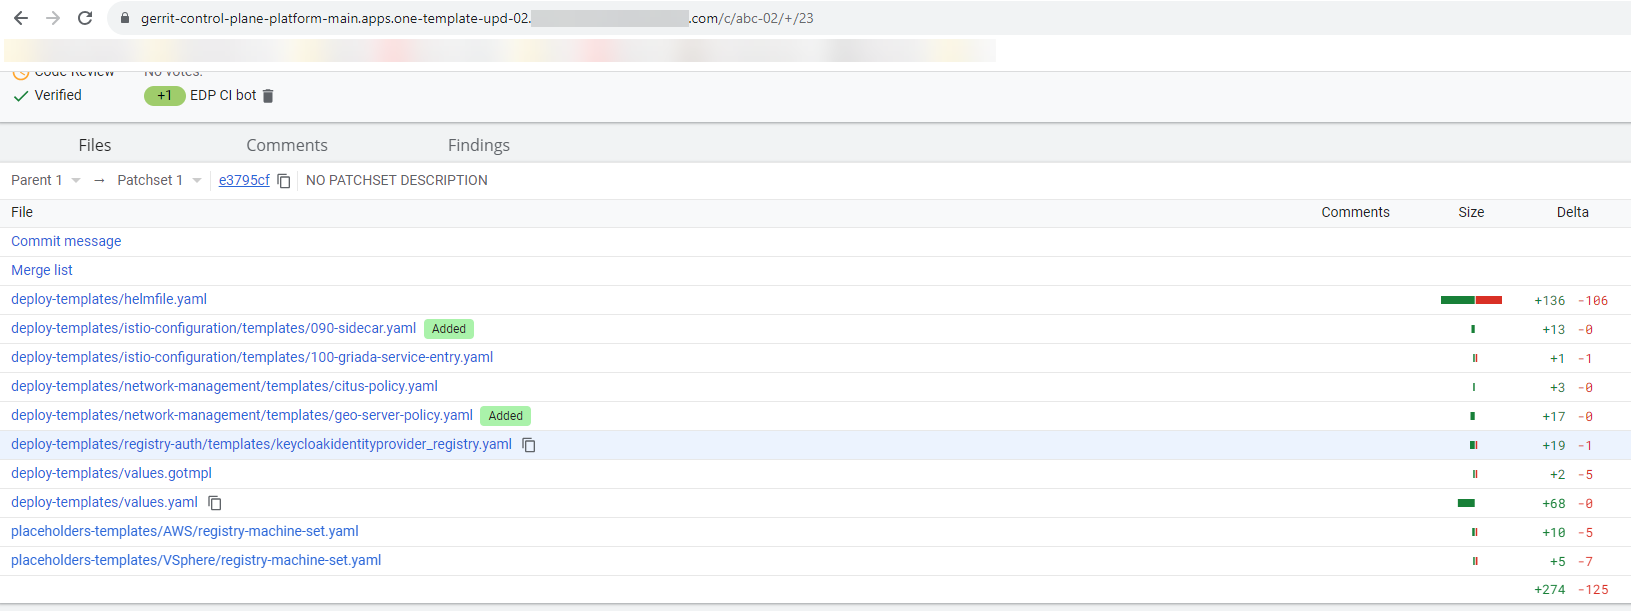 gerrit-control-plane-platform-main.apps.one-template-upd-02. .com/c/abc-02/+/23
Code Review No votes.
Verified +1 EDP CI bot
Files Comments Findings
Parent 1 → Patchset 1 e3795cf NO PATCHSET DESCRIPTION
File Comments Size Delta
Commit message
Merge list
deploy-templates/helmfile.yaml +136 -106
deploy-templates/istio-configuration/templates/090-sidecar.yaml Added +13 -0
deploy-templates/istio-configuration/templates/100-griada-service-entry.yaml +1 -1
deploy-templates/network-management/templates/citus-policy.yaml +3 -0
deploy-templates/network-management/templates/geo-server-policy.yaml Added +17 -0
deploy-templates/registry-auth/templates/keycloakidentityprovider_registry.yaml +19 -1
deploy-templates/values.gotmpl +2 -5
deploy-templates/values.yaml +68 -0
placeholders-templates/AWS/registry-machine-set.yaml +10 -5
placeholders-templates/VSphere/registry-machine-set.yaml +5 -7
+274 -125